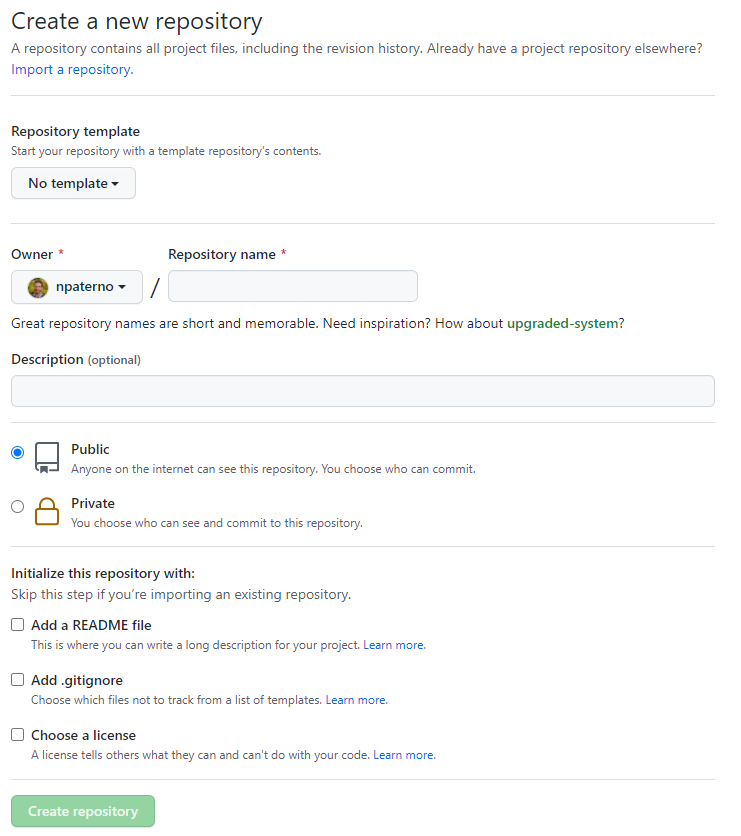 Create a new repository
A repository contains all project files, including the revision history. Already have a project repository elsewhere?
Import a repository.
Repository template
Start your repository with a template repository's contents.
No template
Owner *
Repository name *
npaterno
/
Great repository names are short and memorable. Need inspiration? How about upgraded-system?
Description (optional)
Public
Anyone on the internet can see this repository. You choose who can commit.
Private
You choose who can see and commit to this repository.
Initialize this repository with:
Skip this step if you're importing an existing repository.
Add a README file
This is where you can write a long description for your project. Learn more.
Add .gitignore
Choose which files not to track from a list of templates. Learn more.
Choose a license
A license tells others what they can and can't do with your code. Learn more.
Create repository